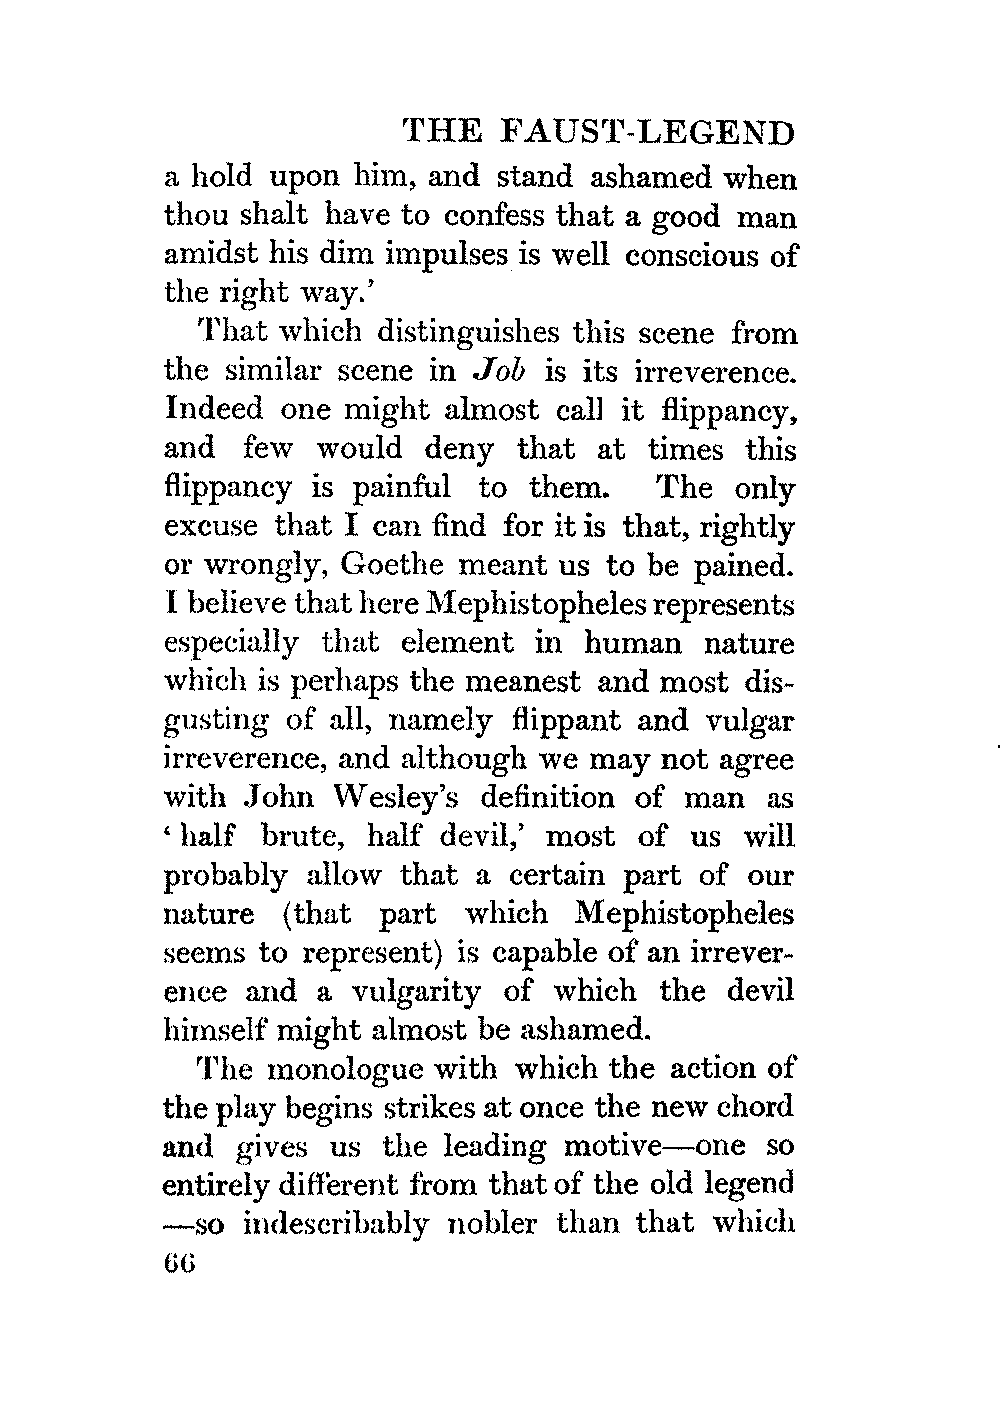 THE FAUST-LEGEND
a hold upon him, and stand ashamed when
thou shalt have to confess that a good man
amidst his dim impulses is well conscious of
the right way.’
That which distinguishes this scene from
the similar scene in Job is its irreverence.
Indeed one might almost call it flippancy,
and few would deny that at times this
flippancy is painful to them. The only
excuse that I can find for it is that, rightly
or wrongly, Goethe meant us to be pained.
I believe that here Mephistopheles represents
especially that element in human nature
which is perhaps the meanest and most dis-
gusting of all, namely flippant and vulgar
irreverence, and although we may not agree
with John Wesley’s definition of man as
‘ half brute, half devil,’ most of us will
probably allow that a certain part of our
nature (that part which Mephistopheles
seems to represent) is capable of an irrever-
ence and a vulgarity of which the devil
himself might almost be ashamed.
The monologue with which the action of
the play begins strikes at once the new chord
and gives us the leading motive—one so
entirely different from that of the old legend
—so indescribably nobler than that which
66